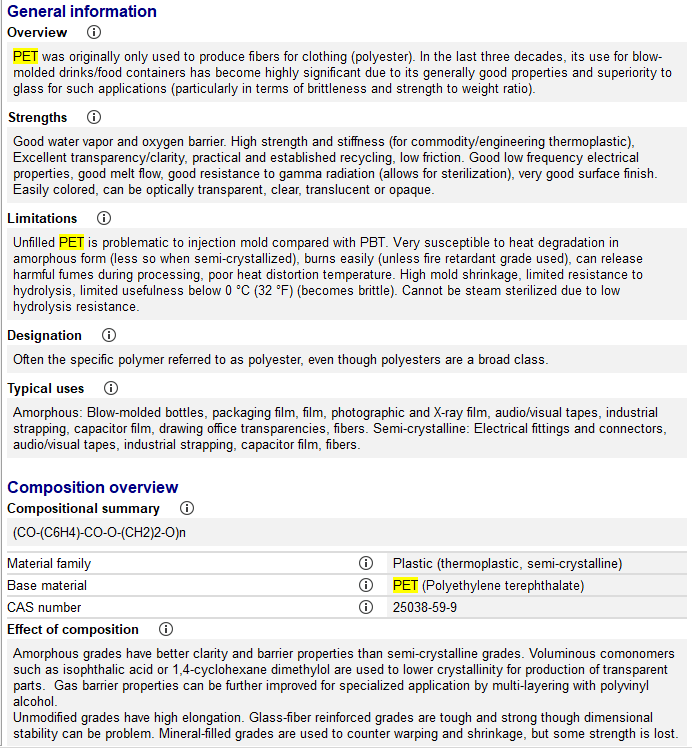 General information
Overview
PET was originally only used to produce fibers for clothing (polyester). In the last three decades, its use for blow-
molded drinks/food containers has become highly significant due to its generally good properties and superiority to
glass for such applications (particularly in terms of brittleness and strength to weight ratio).
Strengths
Good water vapor and oxygen barrier. High strength and stiffness (for commodity/engineering thermoplastic),
Excellent transparency/clarity, practical and established recycling, low friction. Good low frequency electrical
properties, good melt flow, good resistance to gamma radiation (allows for sterilization), very good surface finish.
Easily colored, can be optically transparent, clear, translucent or opaque.
Limitations
Unfilled PET is problematic to injection mold compared with PBT. Very susceptible to heat degradation in
amorphous form (less so when semi-crystallized), burns easily (unless fire retardant grade used), can release
harmful fumes during processing, poor heat distortion temperature. High mold shrinkage, limited resistance to
hydrolysis, limited usefulness below 0 °C (32 °F) (becomes brittle). Cannot be steam sterilized due to low
hydrolysis resistance.
Designation
Often the specific polymer referred to as polyester, even though polyesters are a broad class.
Typical uses
Amorphous: Blow-molded bottles, packaging film, film, photographic and X-ray film, audio/visual tapes, industrial
strapping, capacitor film, drawing office transparencies, fibers. Semi-crystalline: Electrical fittings and connectors,
audio/visual tapes, industrial strapping, capacitor film, fibers.
Composition overview
Compositional summary
(CO-(C6H4)-CO-O-(CH2)2-O)n
Material family Plastic (thermoplastic, semi-crystalline)
Base material PET (Polyethylene terephthalate)
CAS number 25038-59-9
Effect of composition
Amorphous grades have better clarity and barrier properties than semi-crystalline grades. Voluminous comonomers
such as isophthalic acid or 1,4-cyclohexane dimethylol are used to lower crystallinity for production of transparent
parts. Gas barrier properties can be further improved for specialized application by multi-layering with polyvinyl
alcohol.
Unmodified grades have high elongation. Glass-fiber reinforced grades are tough and strong though dimensional
stability can be problem. Mineral-filled grades are used to counter warping and shrinkage, but some strength is lost.